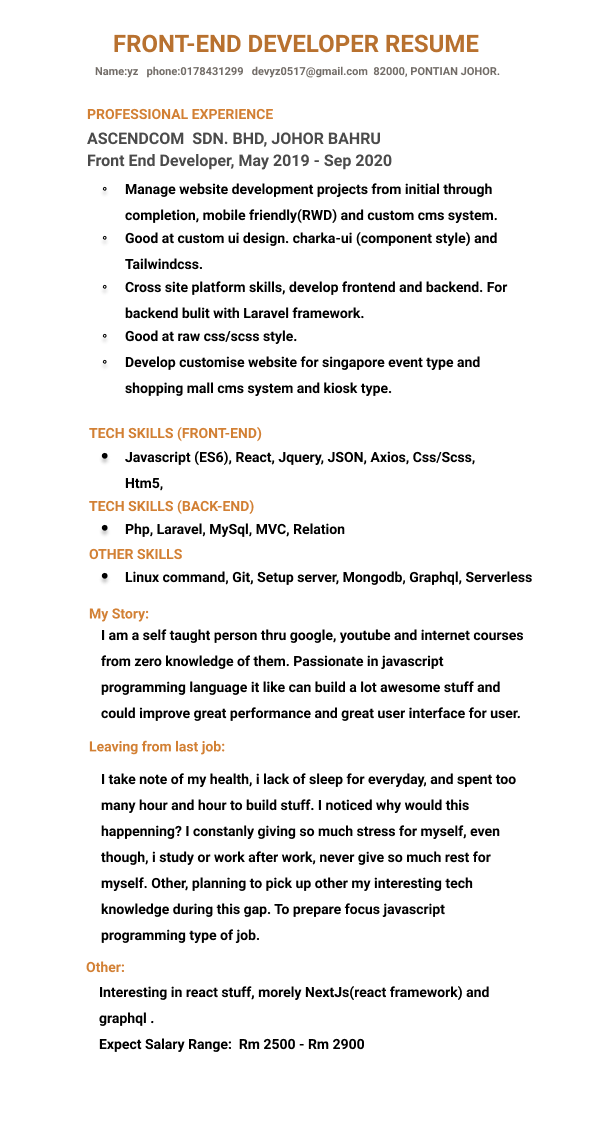 FRONT-END DEVELOPER RESUME
Name:yz phone:0178431299 devyz0517@gmail.com 82000, PONTIAN JOHOR.
PROFESSIONAL EXPERIENCE
ASCENDCOM SDN. BHD, JOHOR BAHRU
Front End Developer, May 2019 - Sep 2020
Manage website development projects from initial through
completion, mobile friendly(RWD) and custom cms system.
Good at custom ui design. charka-ui (component style) and
Tailwindcss.
Cross site platform skills, develop frontend and backend. For
backend bulit with Laravel framework.
Good at raw css/scss style.
Develop customise website for singapore event type and
shopping mall cms system and kiosk type.
TECH SKILLS (FRONT-END)
Javascript (ES6), React, Jquery, JSON, Axios, Css/Scss,
Htm5,
TECH SKILLS (BACK-END)
Php, Laravel, MySql, MVC, Relation
OTHER SKILLS
Linux command, Git, Setup server, Mongodb, Graphql, Serverless
My Story:
I am a self taught person thru google, youtube and internet courses
from zero knowledge of them. Passionate in javascript
programming language it like can build a lot awesome stuff and
could improve great performance and great user interface for user.
Leaving from last job:
I take note of my health, i lack of sleep for everyday, and spent too
many hour and hour to build stuff. I noticed why would this
happenning? I constanly giving so much stress for myself, even
though, i study or work after work, never give so much rest for
myself. Other, planning to pick up other my interesting tech
knowledge during this gap. To prepare focus javascript
programming type of job.
Other:
Interesting in react stuff, morely NextJs(react framework) and
graphql .
Expect Salary Range: Rm 2500 - Rm 2900